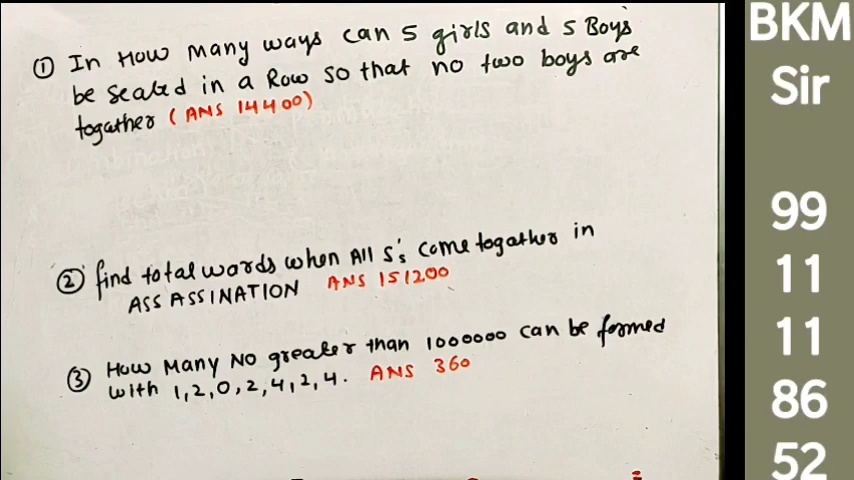 ① In How many ways can 5 girls and 5 Boys
be seated in a Row so that no two boys are
togather (ANS 14400)
② find total words when All S's come togather in
ASSASSINATION ANS 151200
③ How Many NO greater than 1000000 can be formed
with 1,2,0,2,4,2,4. ANS 360
BKM
Sir
99
11
11
86
52